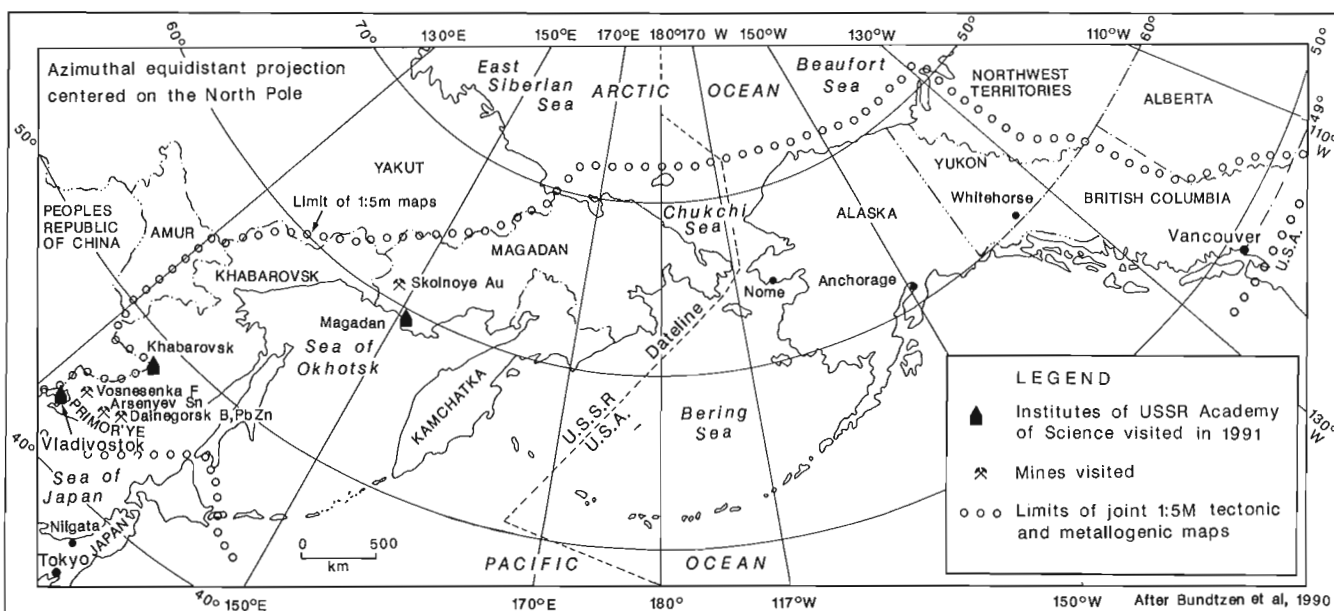 60°
70°
130°E
150°E
170°E
180°
170 W
150°W
130°W
50°
110°W
60°
50°
Azimuthal equidistant projection
centered on the North Pole
East
Siberian
Sea
ARCTIC OCEAN
Beaufort
Sea
NORTHWEST
TERRITORIES
ALBERTA
49°
110°
W
50°
YAKUT
YUKON
PEOPLES
REPUBLIC
OF CHINA
AMUR
Limit of 1:5m maps
Chukchi
Sea
ALASKA
Whitehorse
BRITISH COLUMBIA
Vancouver
U.S.A.
MAGADAN
KHABAROVSK
Skolnoye Au
Nome
Anchorage
Magadan
Sea of
Okhotsk
Dateline
Khabarovsk
KAMCHATKA
U.S.S.R
U.S.A.
Bering
Sea
Vosnesenka F
Arsenyev Sn
Dalnegorsk B,PbZn
PRIMOR'YE
Vladivostok
40°
Sea of
Japan
Niigata
JAPAN
Tokyo
0 500
km
PACIFIC OCEAN
LEGEND
Institutes of USSR Academy
of Science visited in 1991
Mines visited
Limits of joint 1:5M tectonic
and metallogenic maps
130°
W
40°
150°E
170°E
180°
117°W
150°W
After Bundtzen et al, 1990